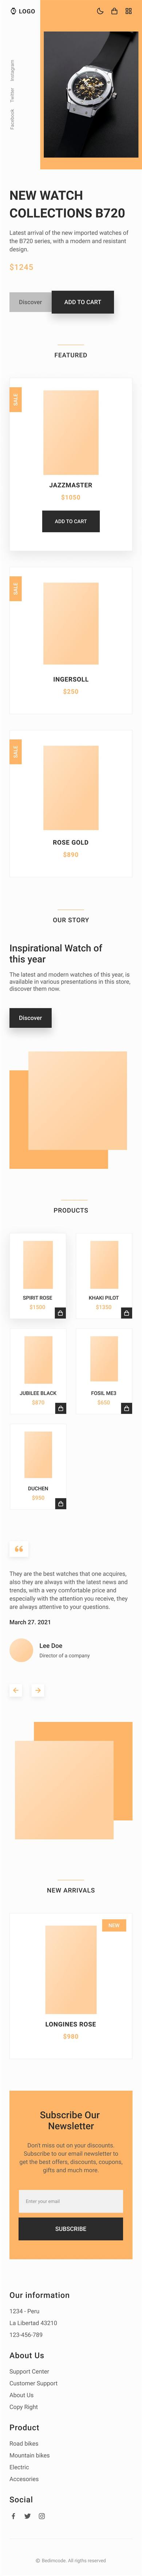 LOGO
Instagram
Twitter
Facebook
NEW WATCH
COLLECTIONS B720
Latest arrival of the new imported watches of
the B720 series, with a modern and resistant
design.
$1245
Discover
ADD TO CART
FEATURED
SALE
JAZZMASTER
$1050
ADD TO CART
SALE
INGERSOLL
$250
SALE
ROSE GOLD
$890
OUR STORY
Inspirational Watch of
this year
The latest and modern watches of this year, is
available in various presentations in this store,
discover them now.
Discover
PRODUCTS
SPIRIT ROSE
$1500
KHAKI PILOT
$1350
JUBILEE BLACK
$870
FOSIL ME3
$650
DUCHEN
$950
They are the best watches that one acquires,
also they are always with the latest news and
trends, with a very comfortable price and
especially with the attention you receive, they
are always attentive to your questions.
March 27. 2021
Lee Doe
Director of a company
NEW ARRIVALS
NEW
LONGINES ROSE
$980
Subscribe Our
Newsletter
Don't miss out on your discounts.
Subscribe to our email newsletter to
get the best offers, discounts, coupons,
gifts and much more.
Enter your email
SUBSCRIBE
Our information
1234 - Peru
La Libertad 43210
123-456-789
About Us
Support Center
Customer Support
About Us
Copy Right
Product
Road bikes
Mountain bikes
Electric
Accesories
Social
© Bedimcode. All rigths reserved